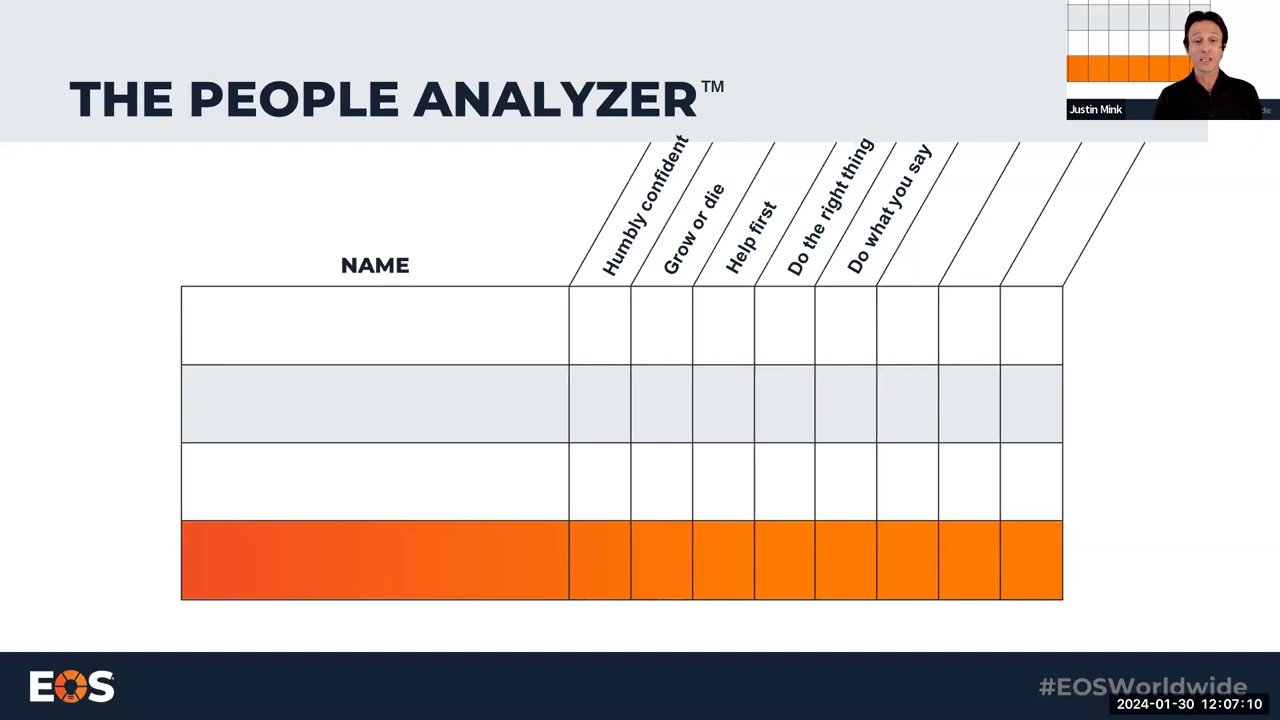 THE PEOPLE ANALYZER™
Justin Mink
Humbly confident
Grow or die
Help first
Do the right thing
Do what you say
NAME
EOS
#EOSWorldwide
2024-01-30 12:07:10